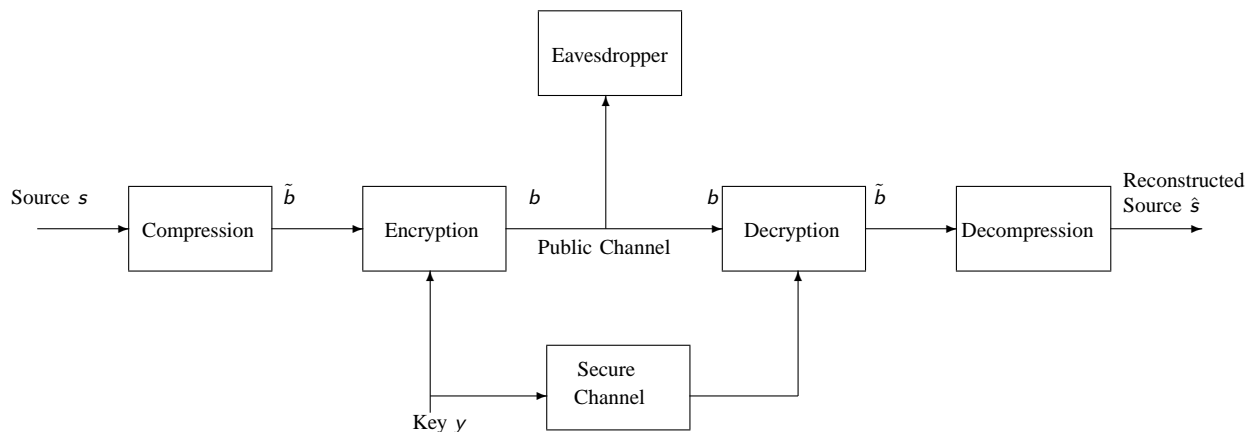 Eavesdropper
Source s
b̃
b
b
b̃
Reconstructed
Source ŝ
Compression
Encryption
Public Channel
Decryption
Decompression
Secure
Channel
Key y